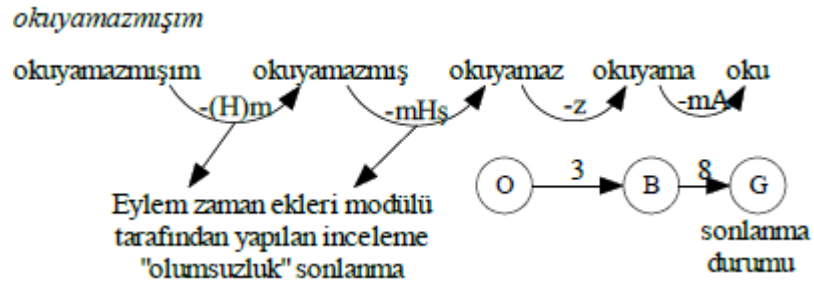 okuyamazmışım
okuyamazmışım okuyamazmış okuyamaz okuyama oku
-(H)m -mHş -z -mA
O 3 B 8 G
Eylem zaman ekleri modülü
tarafından yapılan inceleme
"olumsuzluk" sonlanma
sonlanma
durumu